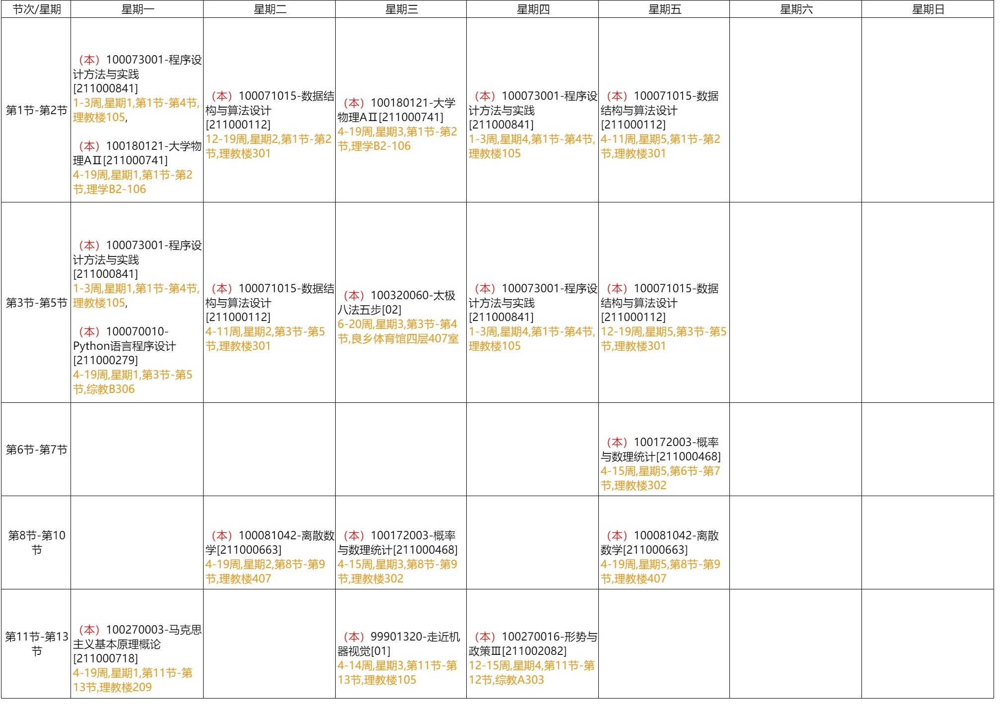 节次/星期
星期一
星期二
星期三
星期四
星期五
星期六
星期日
第1节-第2节
（本）100073001-程序设
计方法与实践
[211000841]
1-3周,星期1,第1节-第4节,
理教楼105,
（本）100180121-大学物
理AⅡ[211000741]
4-19周,星期1,第1节-第2
节,理学B2-106
（本）100071015-数据结
构与算法设计
[211000112]
12-19周,星期2,第1节-第2
节,理教楼301
（本）100180121-大学
物理AⅡ[211000741]
4-19周,星期3,第1节-第2
节,理学B2-106
（本）100073001-程序设
计方法与实践
[211000841]
1-3周,星期4,第1节-第4节,
理教楼105
（本）100071015-数据
结构与算法设计
[211000112]
4-11周,星期5,第1节-第2
节,理教楼301
第3节-第5节
（本）100073001-程序设
计方法与实践
[211000841]
1-3周,星期1,第1节-第4节,
理教楼105,
（本）100070010-
Python语言程序设计
[211000279]
4-19周,星期1,第3节-第5
节,综教B306
（本）100071015-数据结
构与算法设计
[211000112]
4-11周,星期2,第3节-第5
节,理教楼301
（本）100320060-太极
八法五步[02]
6-20周,星期3,第3节-第4
节,良乡体育馆四层407室
（本）100073001-程序设
计方法与实践
[211000841]
1-3周,星期4,第1节-第4节,
理教楼105
（本）100071015-数据
结构与算法设计
[211000112]
12-19周,星期5,第3节-第5
节,理教楼301
第6节-第7节
（本）100172003-概率
与数理统计[211000468]
4-15周,星期5,第6节-第7
节,理教楼302
第8节-第10
节
（本）100081042-离散数
学[211000663]
4-19周,星期2,第8节-第9
节,理教楼407
（本）100172003-概率
与数理统计[211000468]
4-15周,星期3,第8节-第9
节,理教楼302
（本）100081042-离散
数学[211000663]
4-19周,星期5,第8节-第9
节,理教楼407
第11节-第13
节
（本）100270003-马克思
主义基本原理概论
[211000718]
4-19周,星期1,第11节-第
13节,理教楼209
（本）99901320-走近机
器视觉[01]
4-14周,星期3,第11节-第
13节,理教楼105
（本）100270016-形势与
政策Ⅲ[211002082]
12-15周,星期4,第11节-第
12节,综教A303